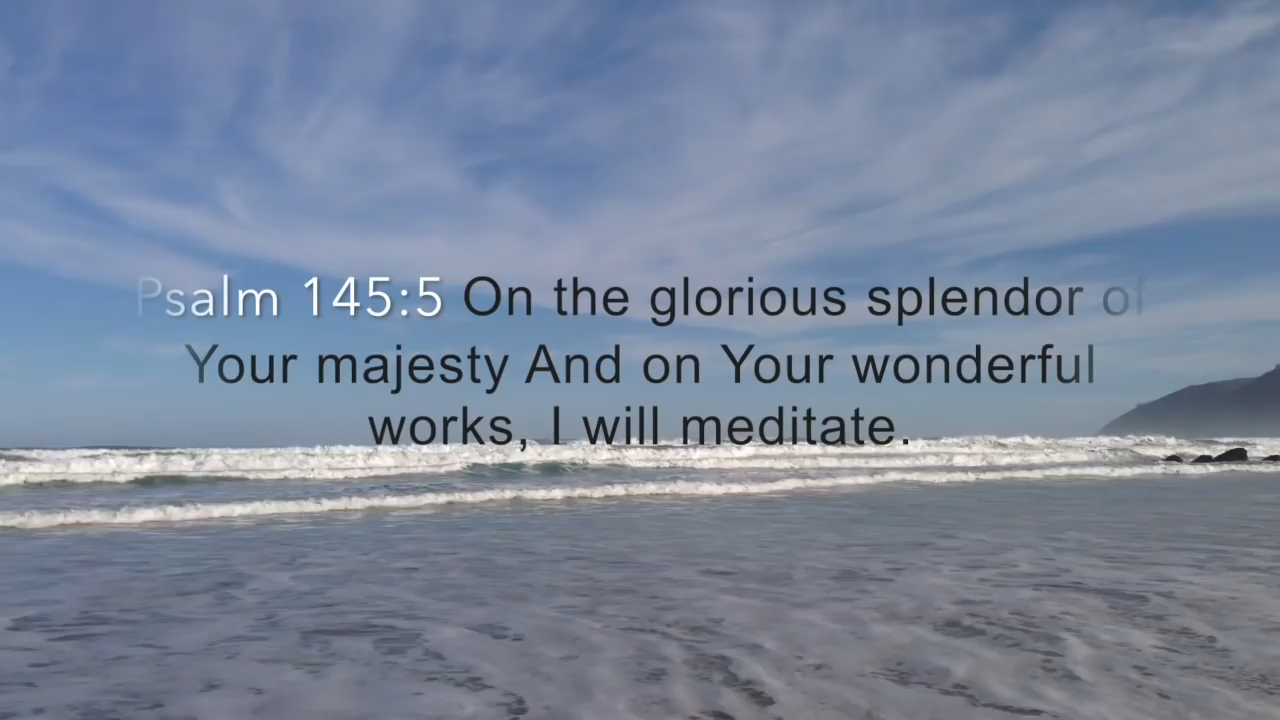 Psalm 145:5 On the glorious splendor of
Your majesty And on Your wonderful
works, I will meditate.